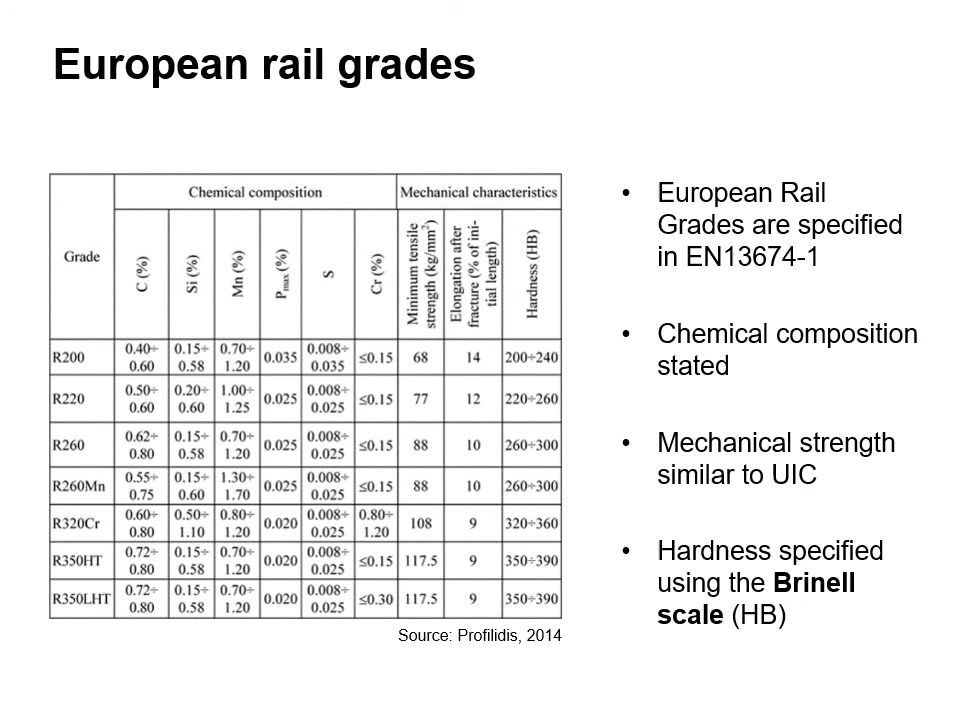 European rail grades
Grade
Chemical composition
Mechanical characteristics
C (%)
Si (%)
Mn (%)
Pmax (%)
S
Cr (%)
Minimum tensile
strength (kg/mm²)
Elongation after
fracture (% of ini-
tial length)
Hardness (HB)
R200 0.40÷0.60 0.15÷0.58 0.70÷1.20 0.035 0.008÷0.035 ≤0.15 68 14 200÷240
R220 0.50÷0.60 0.20÷0.60 1.00÷1.25 0.025 0.008÷0.025 ≤0.15 77 12 220÷260
R260 0.62÷0.80 0.15÷0.58 0.70÷1.20 0.025 0.008÷0.025 ≤0.15 88 10 260÷300
R260Mn 0.55÷0.75 0.15÷0.60 1.30÷1.70 0.025 0.008÷0.025 ≤0.15 88 10 260÷300
R320Cr 0.60÷0.80 0.50÷1.10 0.80÷1.20 0.020 0.008÷0.025 0.80÷1.20 108 9 320÷360
R350HT 0.72÷0.80 0.15÷0.58 0.70÷1.20 0.020 0.008÷0.025 ≤0.15 117.5 9 350÷390
R350LHT 0.72÷0.80 0.15÷0.58 0.70÷1.20 0.020 0.008÷0.025 ≤0.30 117.5 9 350÷390
Source: Profilidis, 2014
• European Rail
Grades are specified
in EN13674-1
• Chemical composition
stated
• Mechanical strength
similar to UIC
• Hardness specified
using the Brinell
scale (HB)